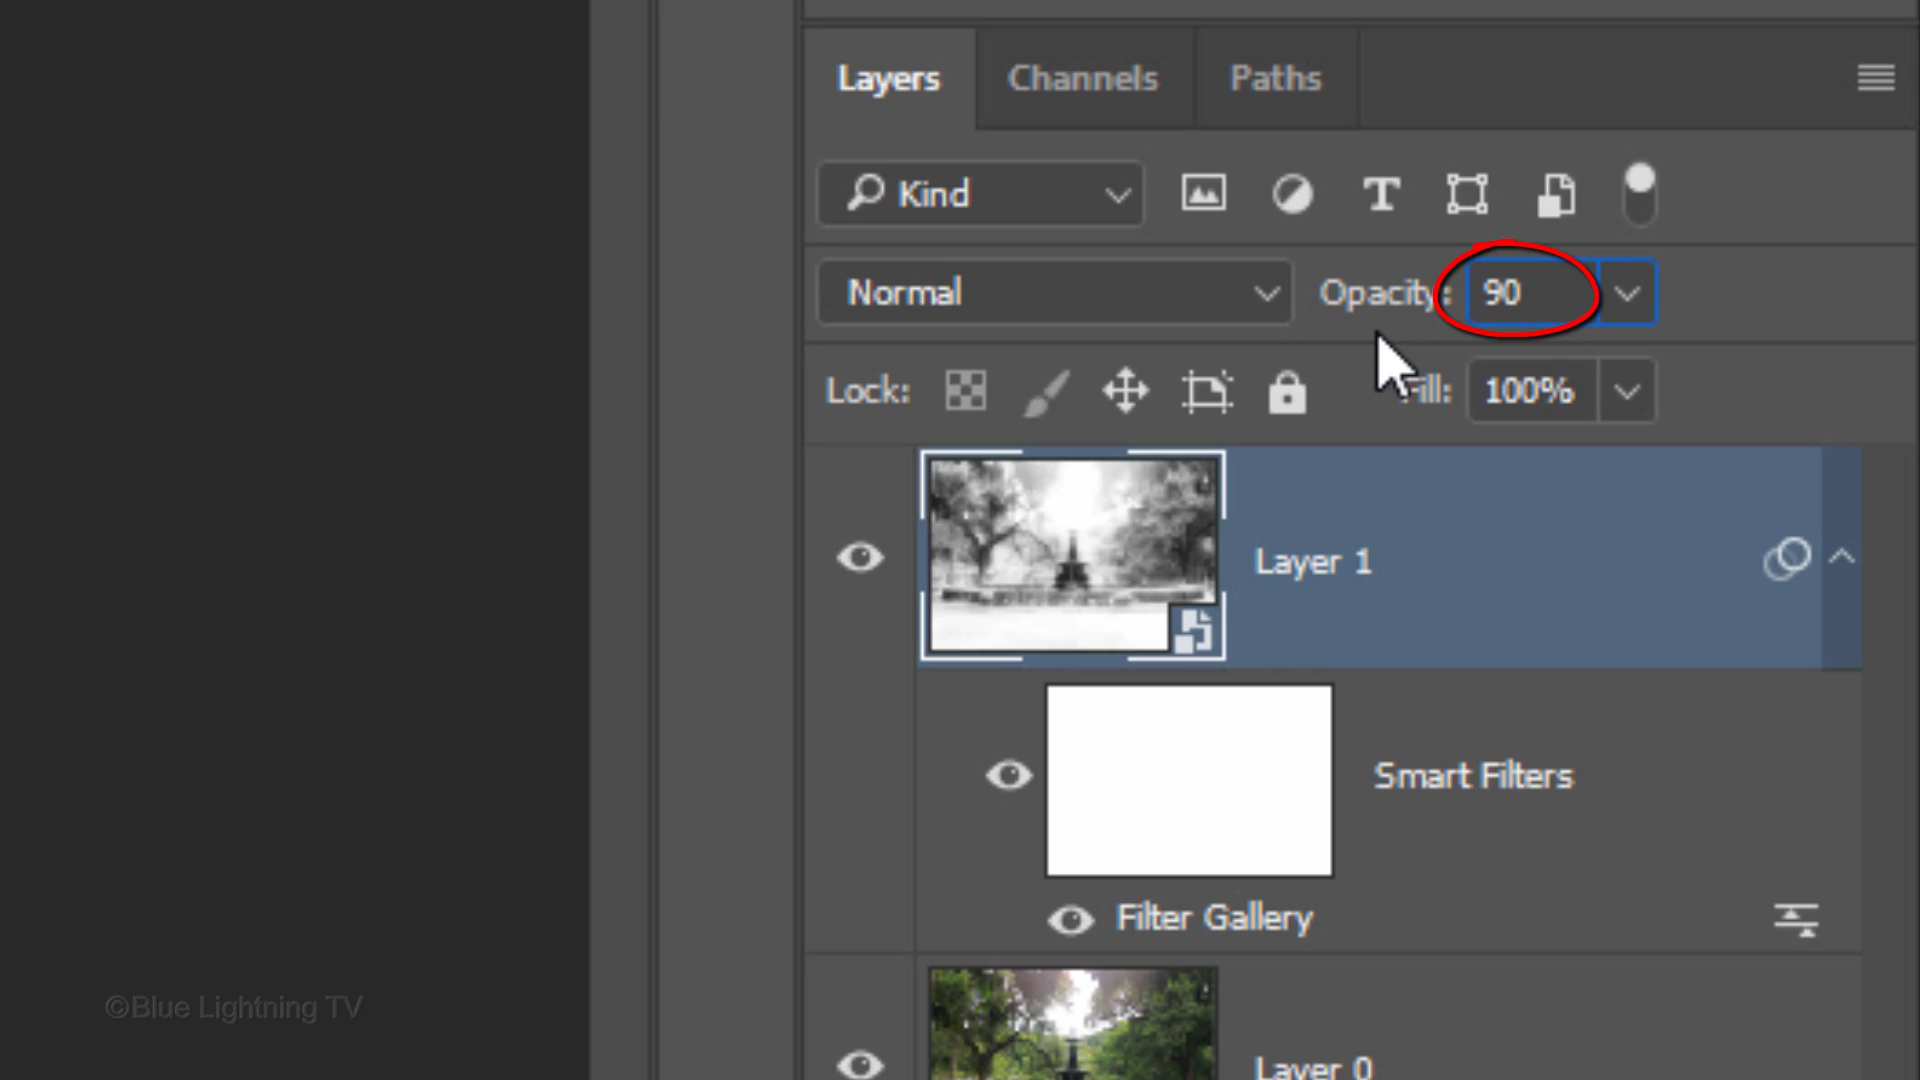 Layers Channels Paths
Kind
Normal Opacity: 90
Lock: Fill: 100%
Layer 1
Smart Filters
Filter Gallery
©Blue Lightning TV
Layer 0